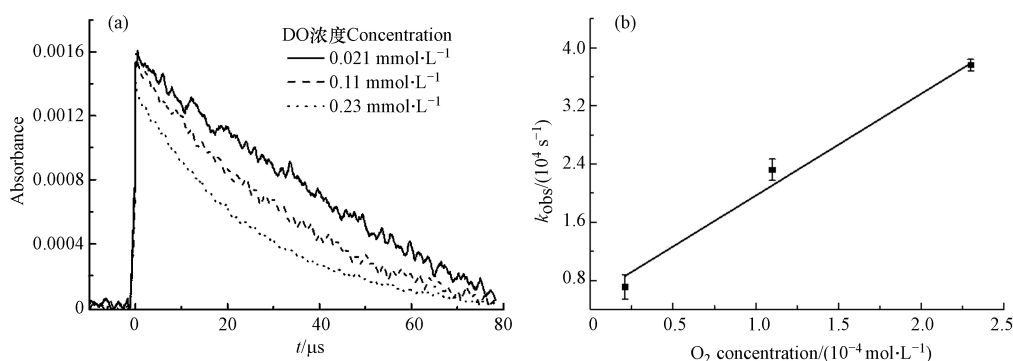 (a)
DO浓度Concentration
0.021 mmol·L⁻¹
0.11 mmol·L⁻¹
0.23 mmol·L⁻¹
Absorbance
0.0016
0.0012
0.0008
0.0004
0
0 20 40 60 80
t/μs
(b)
kobs/(10⁴ s⁻¹)
4.0
3.2
2.4
1.6
0.8
0 0.5 1.0 1.5 2.0 2.5
O₂ concentration/(10⁻⁴ mol·L⁻¹)